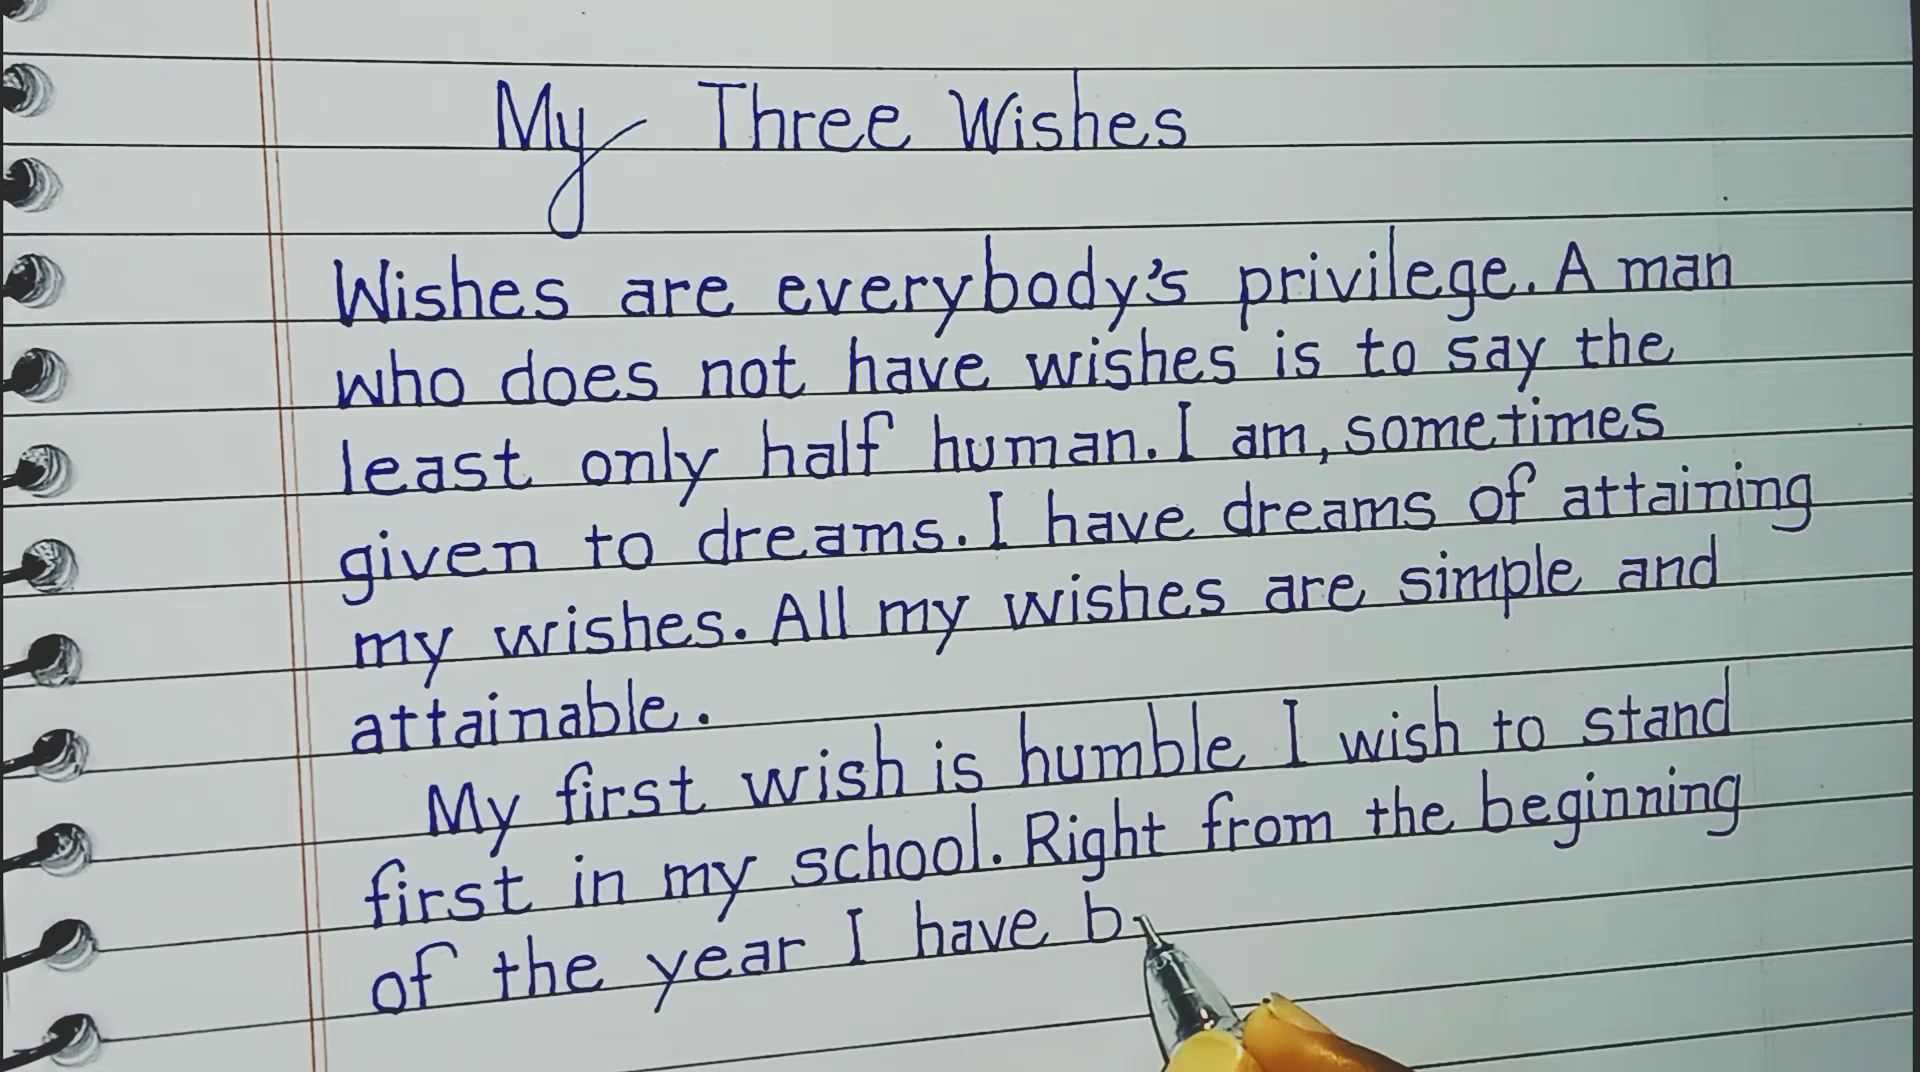 My Three Wishes
Wishes are everybody's privilege. A man
who does not have wishes is to say the
least only half human. I am, sometimes
given to dreams. I have dreams of attaining
my wishes. All my wishes are simple and
attainable.
My first wish is humble I wish to stand
first in my school. Right from the beginning
of the year I have b